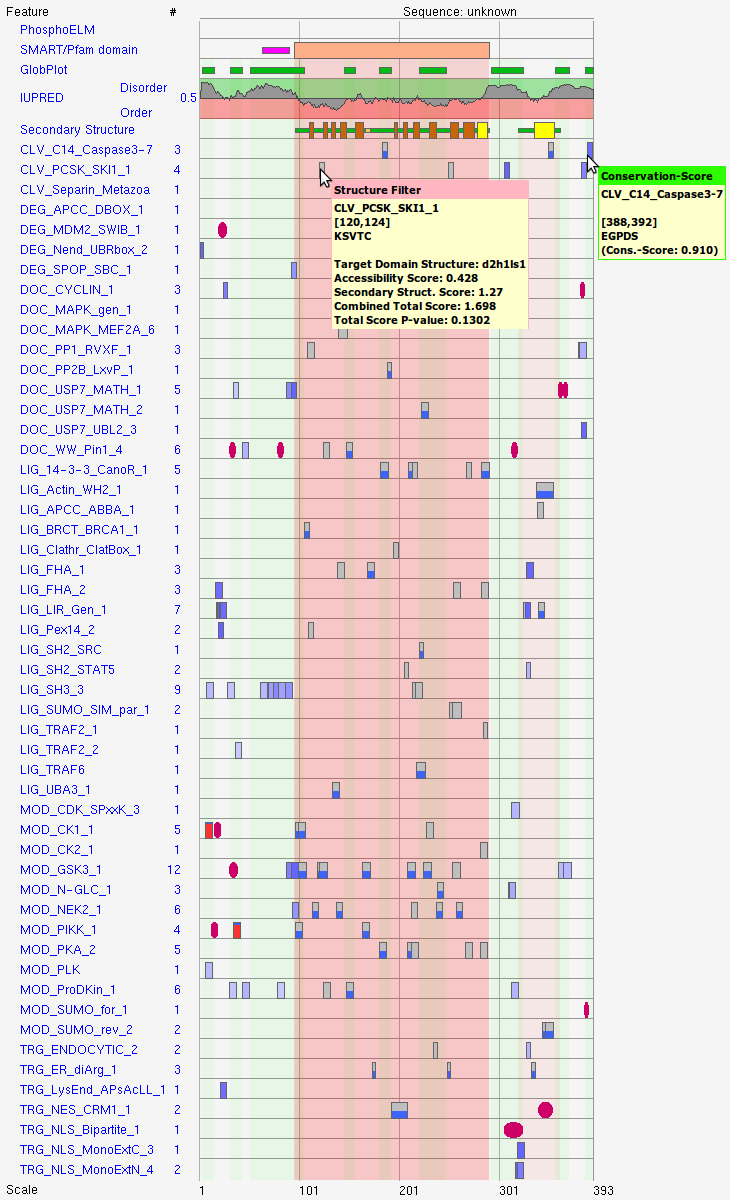 Feature # Sequence: unknown
PhosphoELM
SMART/Pfam domain
GlobPlot
Disorder
IUPRED 0.5
Order
Secondary Structure
CLV_C14_Caspase3-7 3
CLV_PCSK_SKI1_1 4
CLV_Separin_Metazoa 1
DEG_APCC_DBOX_1 1
DEG_MDM2_SWIB_1 1
DEG_Nend_UBRbox_2 1
DEG_SPOP_SBC_1 1
DOC_CYCLIN_1 3
DOC_MAPK_gen_1 1
DOC_MAPK_MEF2A_6 1
DOC_PP1_RVXF_1 3
DOC_PP2B_LxvP_1 1
DOC_USP7_MATH_1 5
DOC_USP7_MATH_2 1
DOC_USP7_UBL2_3 1
DOC_WW_Pin1_4 6
LIG_14-3-3_CanoR_1 5
LIG_Actin_WH2_1 1
LIG_APCC_ABBA_1 1
LIG_BRCT_BRCA1_1 1
LIG_Clathr_ClatBox_1 1
LIG_FHA_1 3
LIG_FHA_2 3
LIG_LIR_Gen_1 7
LIG_Pex14_2 2
LIG_SH2_SRC 1
LIG_SH2_STAT5 2
LIG_SH3_3 9
LIG_SUMO_SIM_par_1 2
LIG_TRAF2_1 1
LIG_TRAF2_2 1
LIG_TRAF6 1
LIG_UBA3_1 1
MOD_CDK_SPxxK_3 1
MOD_CK1_1 5
MOD_CK2_1 1
MOD_GSK3_1 12
MOD_N-GLC_1 3
MOD_NEK2_1 6
MOD_PIKK_1 4
MOD_PKA_2 5
MOD_PLK 1
MOD_ProDKin_1 6
MOD_SUMO_for_1 1
MOD_SUMO_rev_2 2
TRG_ENDOCYTIC_2 2
TRG_ER_diArg_1 3
TRG_LysEnd_APsAcLL_1 1
TRG_NES_CRM1_1 2
TRG_NLS_Bipartite_1 1
TRG_NLS_MonoExtC_3 1
TRG_NLS_MonoExtN_4 2
Scale 1 101 201 301 393
Structure Filter
CLV_PCSK_SKI1_1
[120,124]
KSVTC
Target Domain Structure: d2h1ls1
Accessibility Score: 0.428
Secondary Struct. Score: 1.27
Combined Total Score: 1.698
Total Score P-value: 0.1302
Conservation-Score
CLV_C14_Caspase3-7
[388,392]
EGPDS
(Cons.-Score: 0.910)